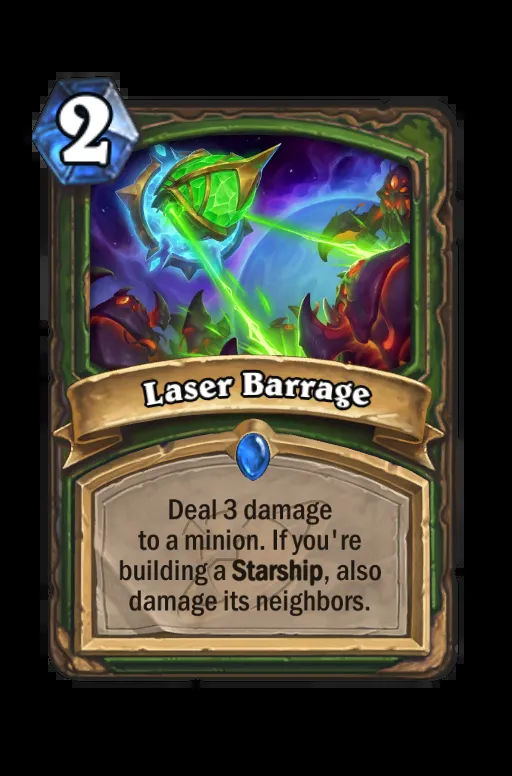 2
Laser Barrage
Deal 3 damage
to a minion. If you're
building a Starship, also
damage its neighbors.